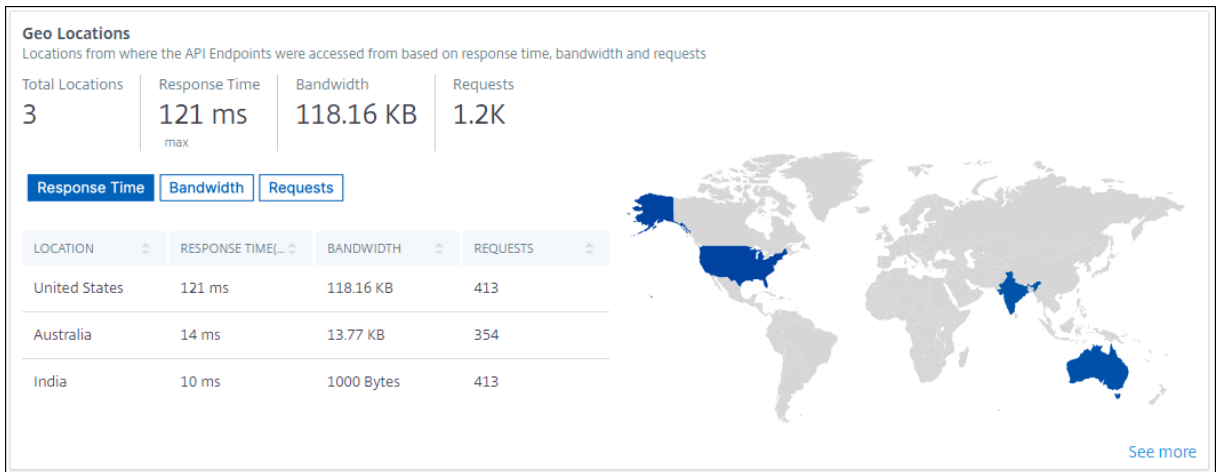 Geo Locations
Locations from where the API Endpoints were accessed from based on response time, bandwidth and requests
Total Locations Response Time Bandwidth Requests
3 121 ms 118.16 KB 1.2K
max
Response Time Bandwidth Requests
LOCATION RESPONSE TIME(... BANDWIDTH REQUESTS
United States 121 ms 118.16 KB 413
Australia 14 ms 13.77 KB 354
India 10 ms 1000 Bytes 413
See more